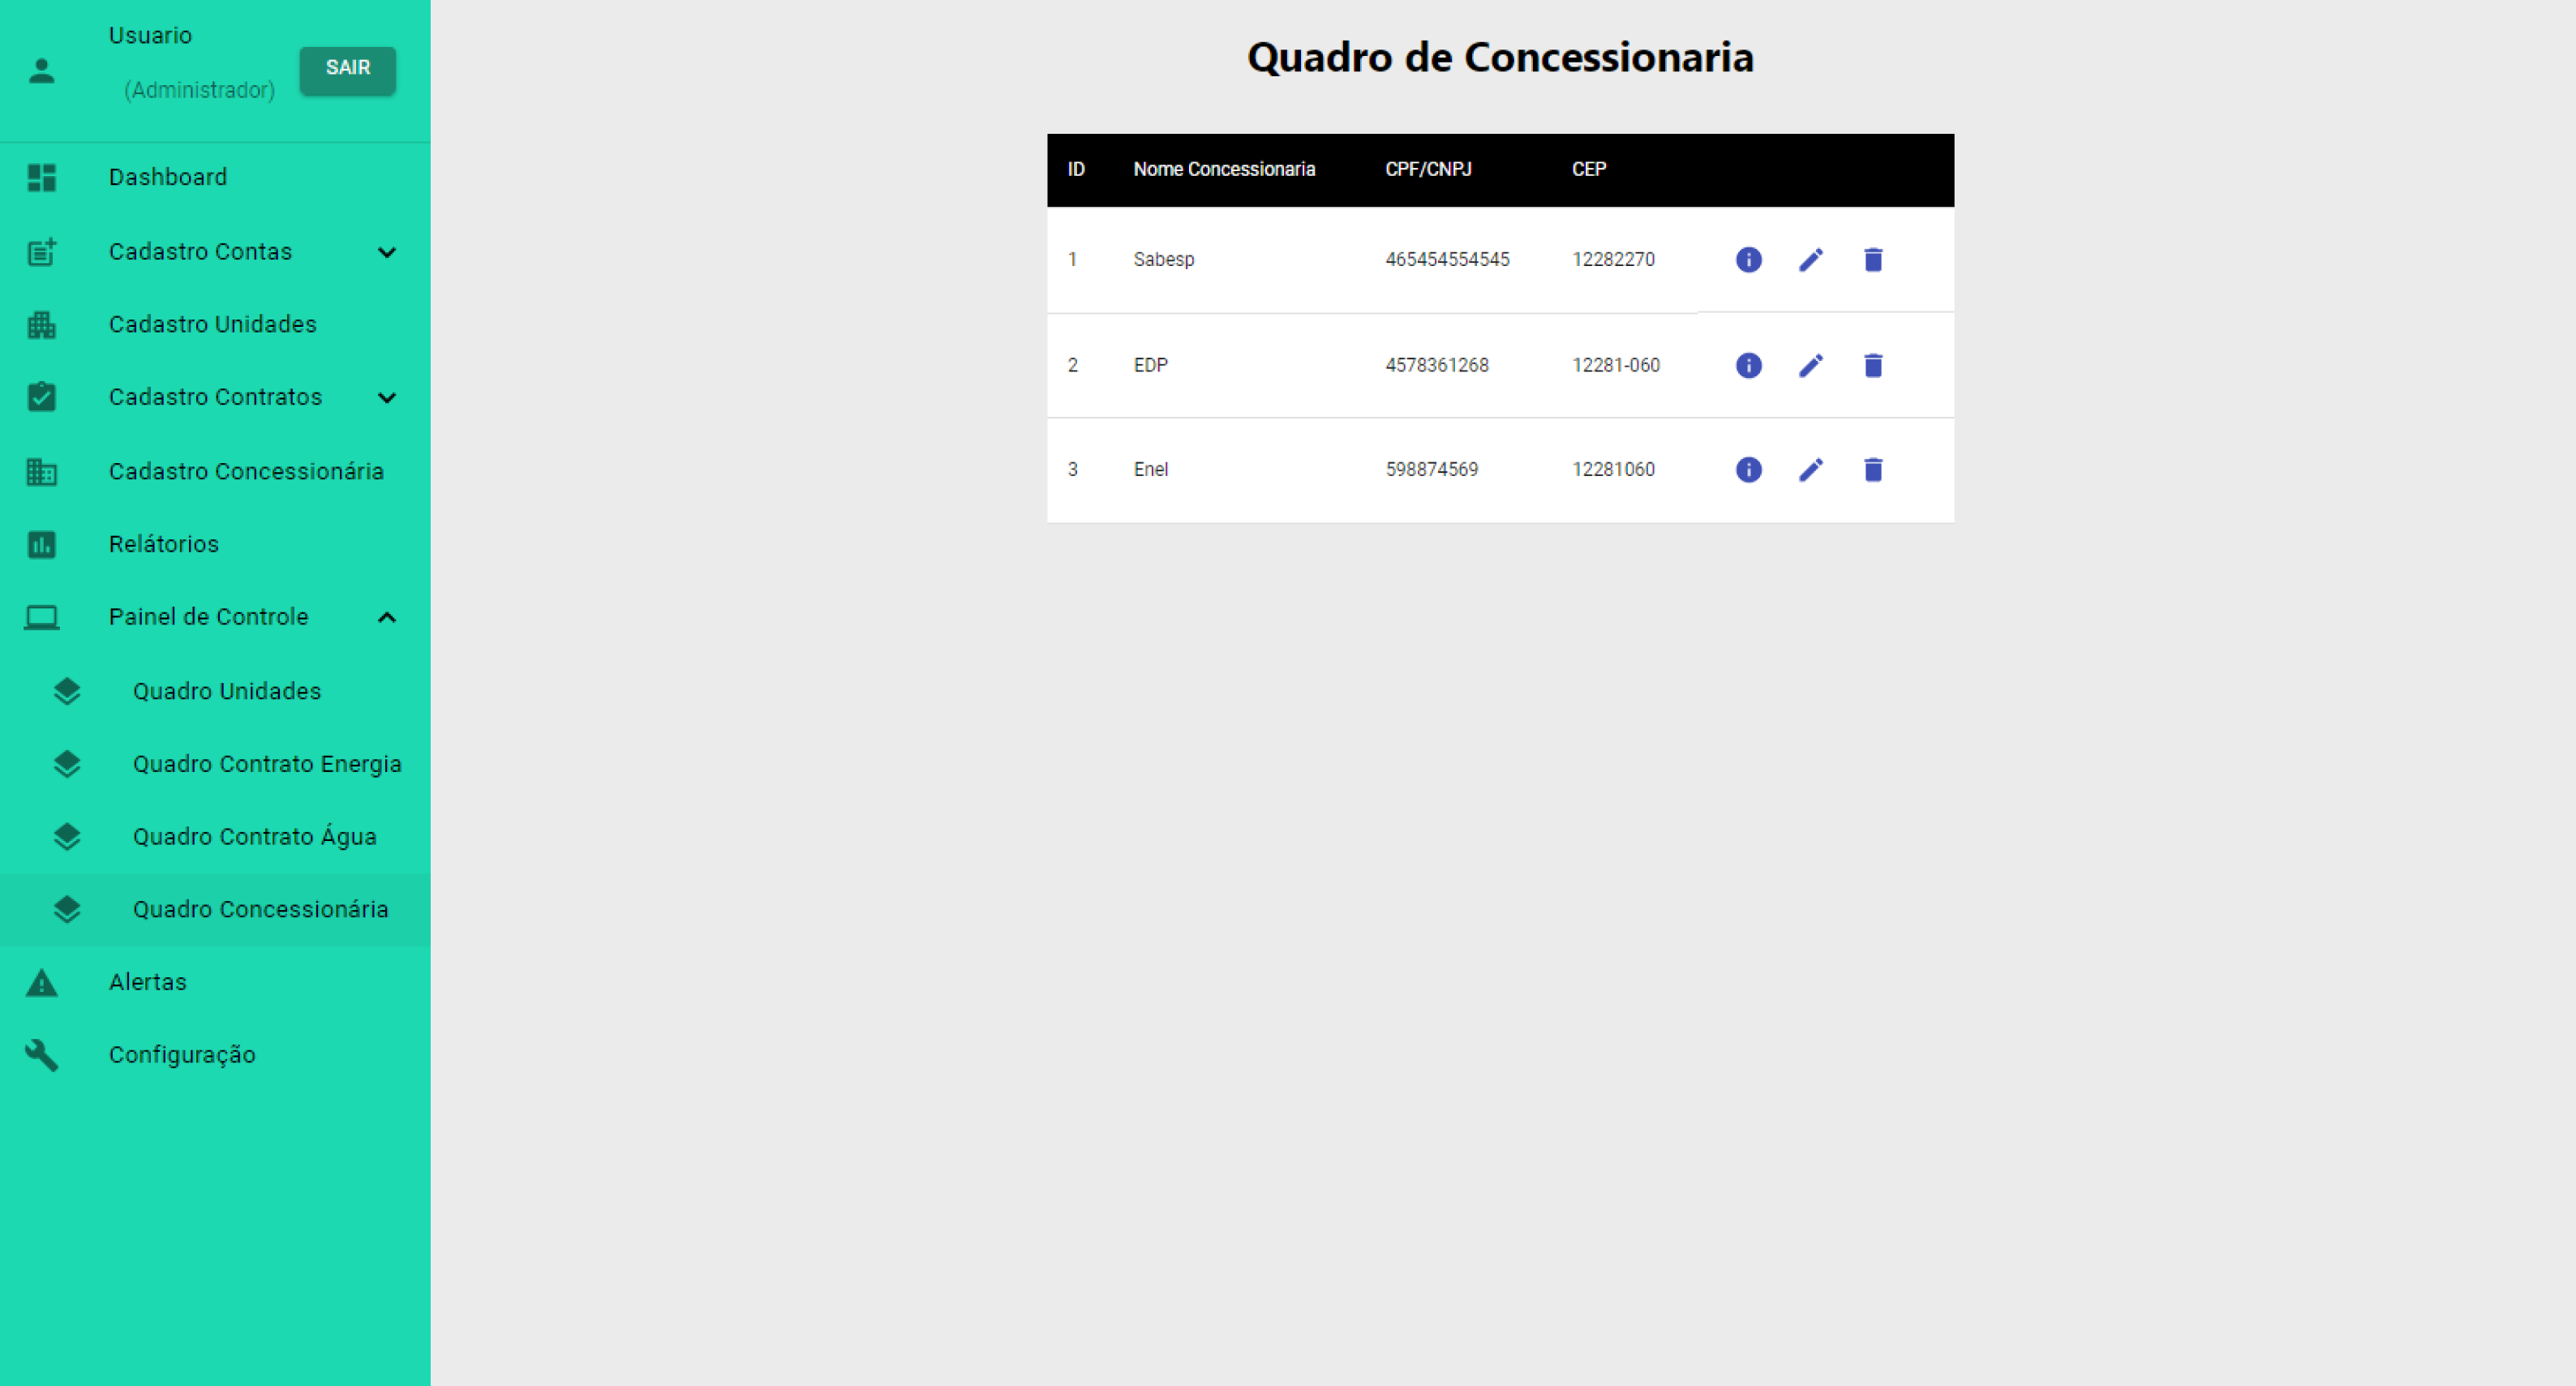 Usuario
(Administrador)
SAIR
Dashboard
Cadastro Contas
Cadastro Unidades
Cadastro Contratos
Cadastro Concessionária
Relátorios
Painel de Controle
Quadro Unidades
Quadro Contrato Energia
Quadro Contrato Água
Quadro Concessionária
Alertas
Configuração
Quadro de Concessionaria
ID Nome Concessionaria CPF/CNPJ CEP
1 Sabesp 465454554545 12282270
2 EDP 4578361268 12281-060
3 Enel 598874569 12281060